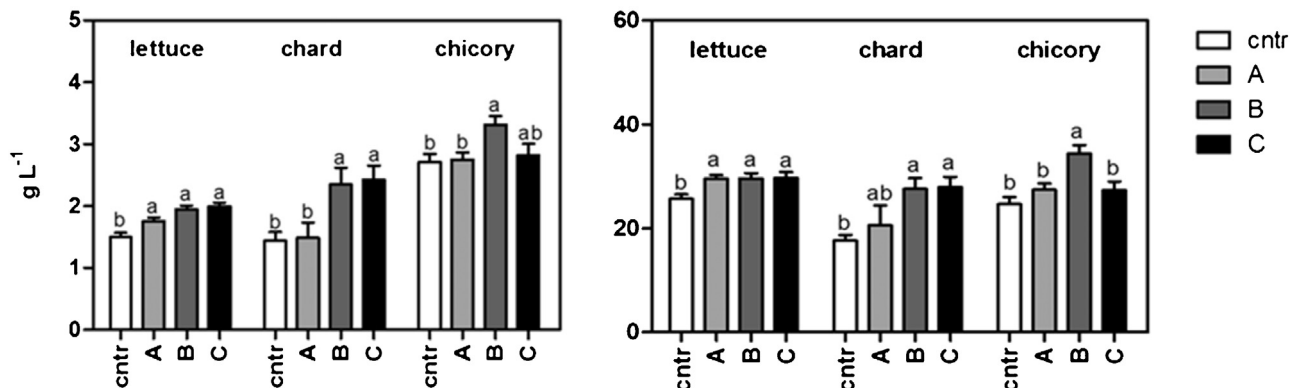 5
4
3
2
1
0
g L-1
lettuce chard chicory
b a a a b b a a b b a ab
cntr A B C cntr A B C cntr A B C
60
40
20
0
lettuce chard chicory
b a a a b ab a a b b a b
cntr A B C cntr A B C cntr A B C
cntr
A
B
C